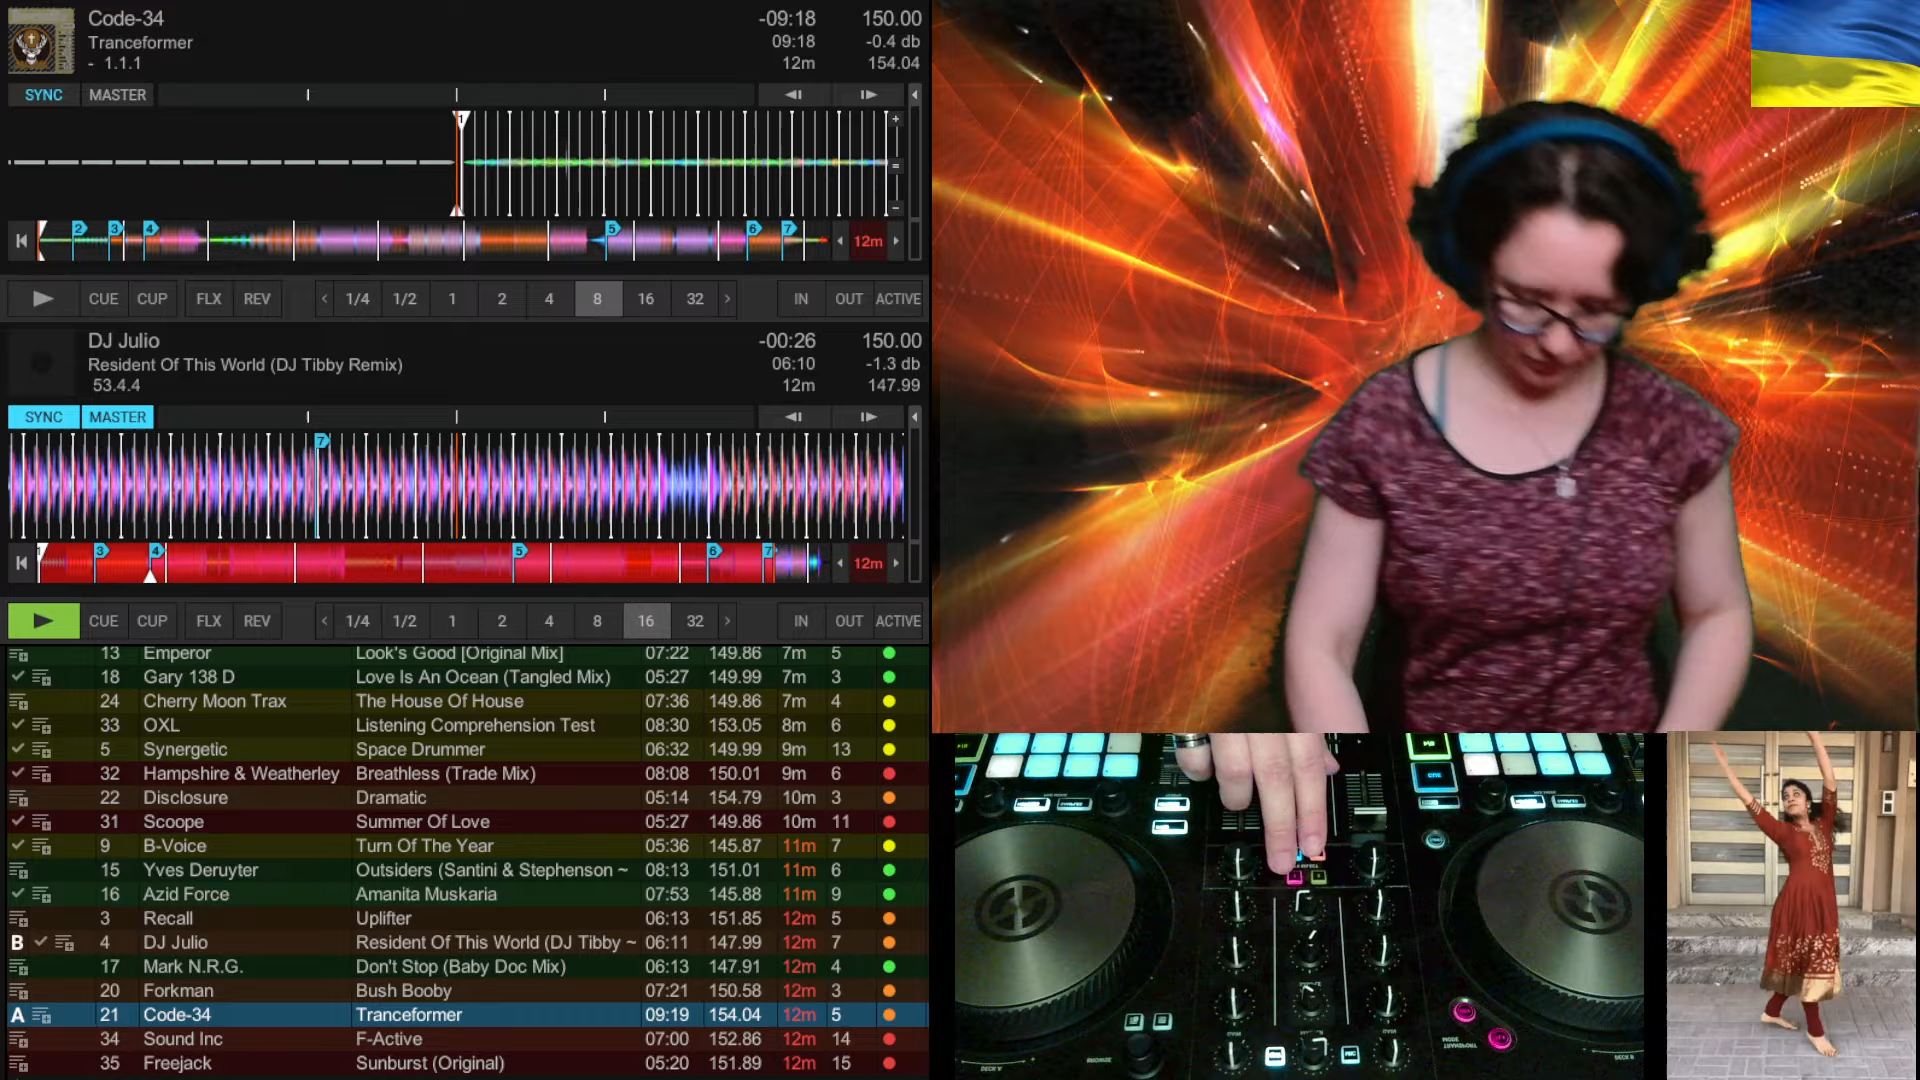 Code-34 -09:18 150.00
Tranceformer 09:18 -0.4 db
- 1.1.1 12m 154.04
SYNC MASTER
1
2 3 4 5 6 7 12m
CUE CUP FLX REV 1/4 1/2 1 2 4 8 16 32 IN OUT ACTIVE
DJ Julio -00:26 150.00
Resident Of This World (DJ Tibby Remix) 06:10 -1.3 db
53.4.4 12m 147.99
SYNC MASTER
7
1 3 4 5 6 7 12m
CUE CUP FLX REV 1/4 1/2 1 2 4 8 16 32 IN OUT ACTIVE
13 Emperor Look's Good [Original Mix] 07:22 149.86 7m 5
18 Gary 138 D Love Is An Ocean (Tangled Mix) 05:27 149.99 7m 3
24 Cherry Moon Trax The House Of House 07:36 149.86 7m 4
33 OXL Listening Comprehension Test 08:30 153.05 8m 6
5 Synergetic Space Drummer 06:32 149.99 9m 13
32 Hampshire & Weatherley Breathless (Trade Mix) 08:08 150.01 9m 6
22 Disclosure Dramatic 05:14 154.79 10m 3
31 Scoope Summer Of Love 05:27 149.86 10m 11
9 B-Voice Turn Of The Year 05:36 145.87 11m 7
15 Yves Deruyter Outsiders (Santini & Stephenson ~ 08:13 151.01 11m 6
16 Azid Force Amanita Muskaria 07:53 145.88 11m 9
3 Recall Uplifter 06:13 151.85 12m 5
B 4 DJ Julio Resident Of This World (DJ Tibby ~ 06:11 147.99 12m 7
17 Mark N.R.G. Don't Stop (Baby Doc Mix) 06:13 147.91 12m 4
20 Forkman Bush Booby 07:21 150.58 12m 3
A 21 Code-34 Tranceformer 09:19 154.04 12m 5
34 Sound Inc F-Active 07:00 152.86 12m 14
35 Freejack Sunburst (Original) 05:20 151.89 12m 15